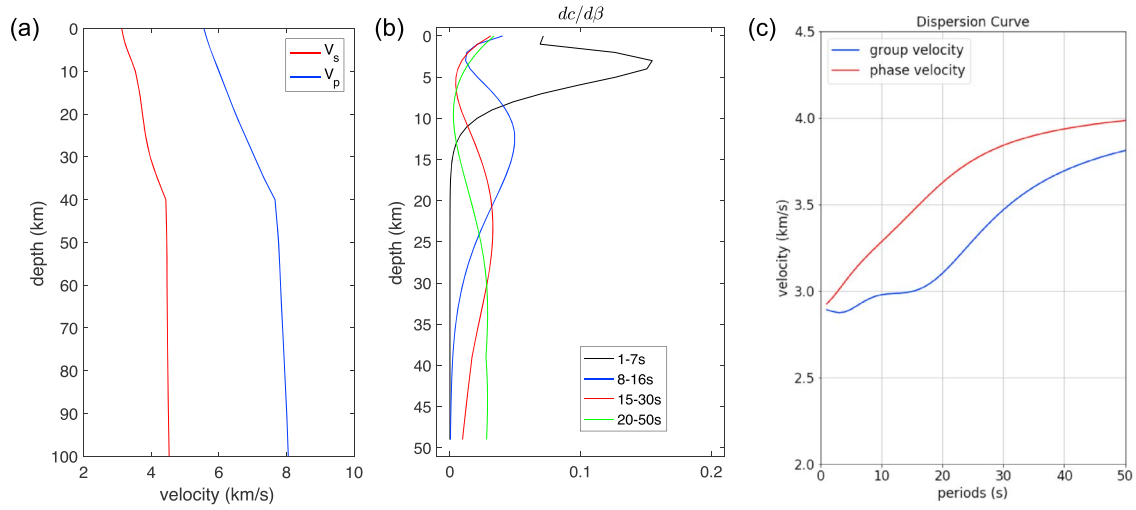 (a)
0
10
20
30
40
50
60
70
80
90
100
depth (km)
2
4
6
8
10
velocity (km/s)
V_s
V_p
(b)
dc/dβ
0
5
10
15
20
25
30
35
40
45
50
depth (km)
0
0.1
0.2
1-7s
8-16s
15-30s
20-50s
(c)
Dispersion Curve
4.5
4.0
3.5
3.0
2.5
2.0
velocity (km/s)
0
10
20
30
40
50
periods (s)
group velocity
phase velocity